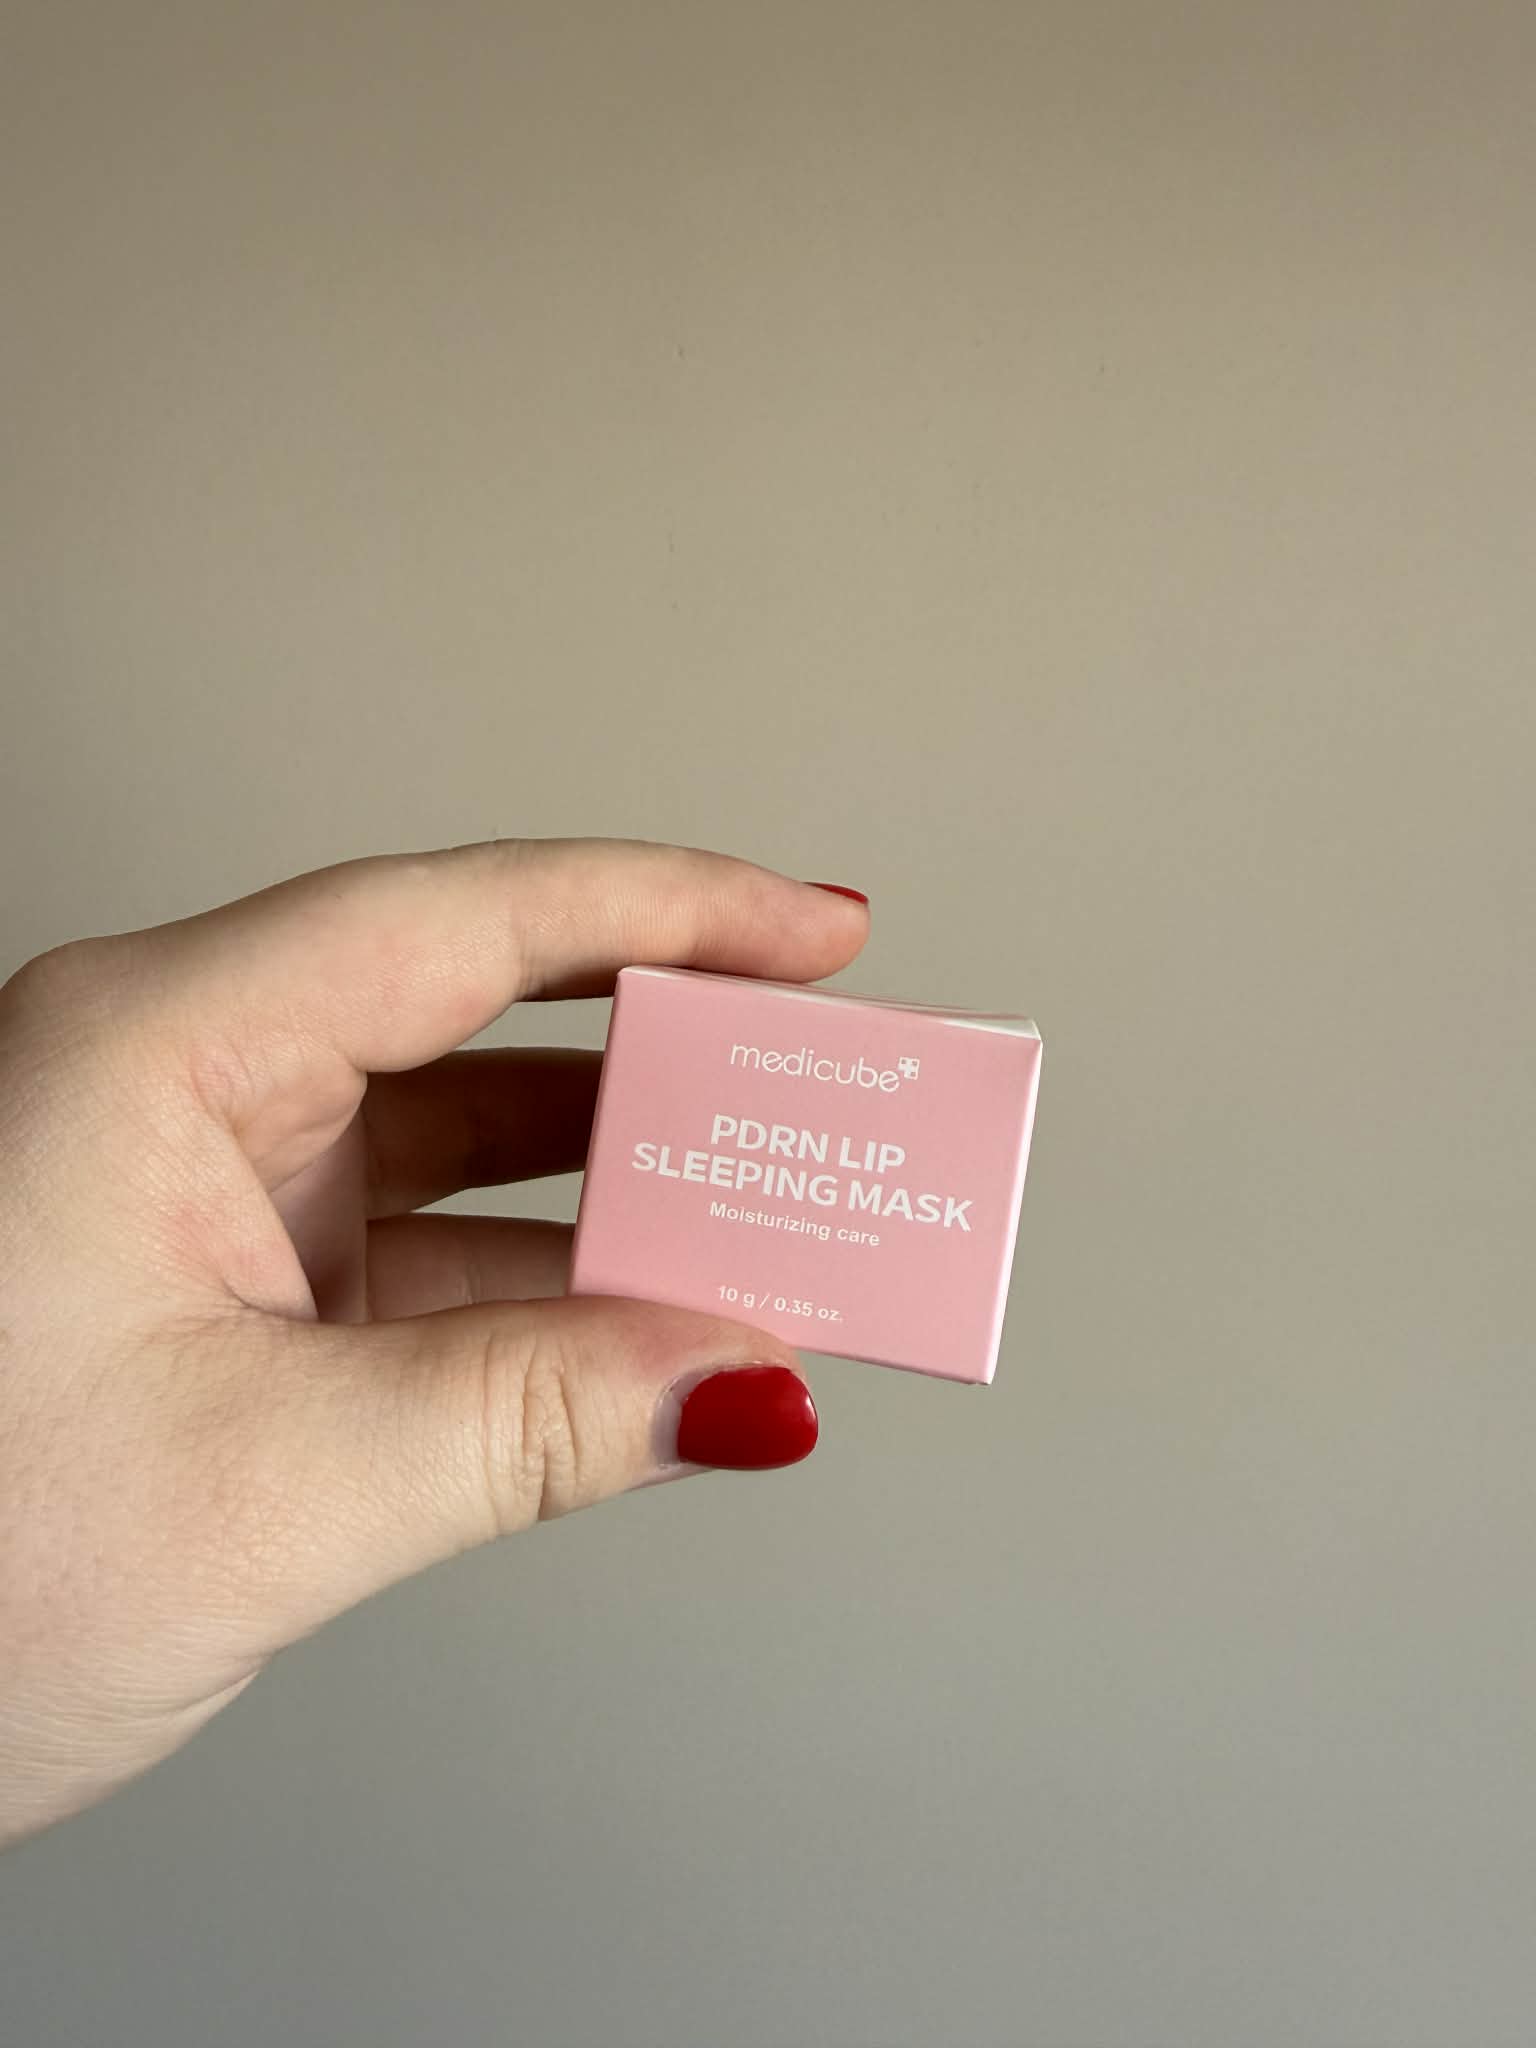 medicube
PDRN LIP
SLEEPING MASK
Moisturizing care
10 g / 0.35 oz.